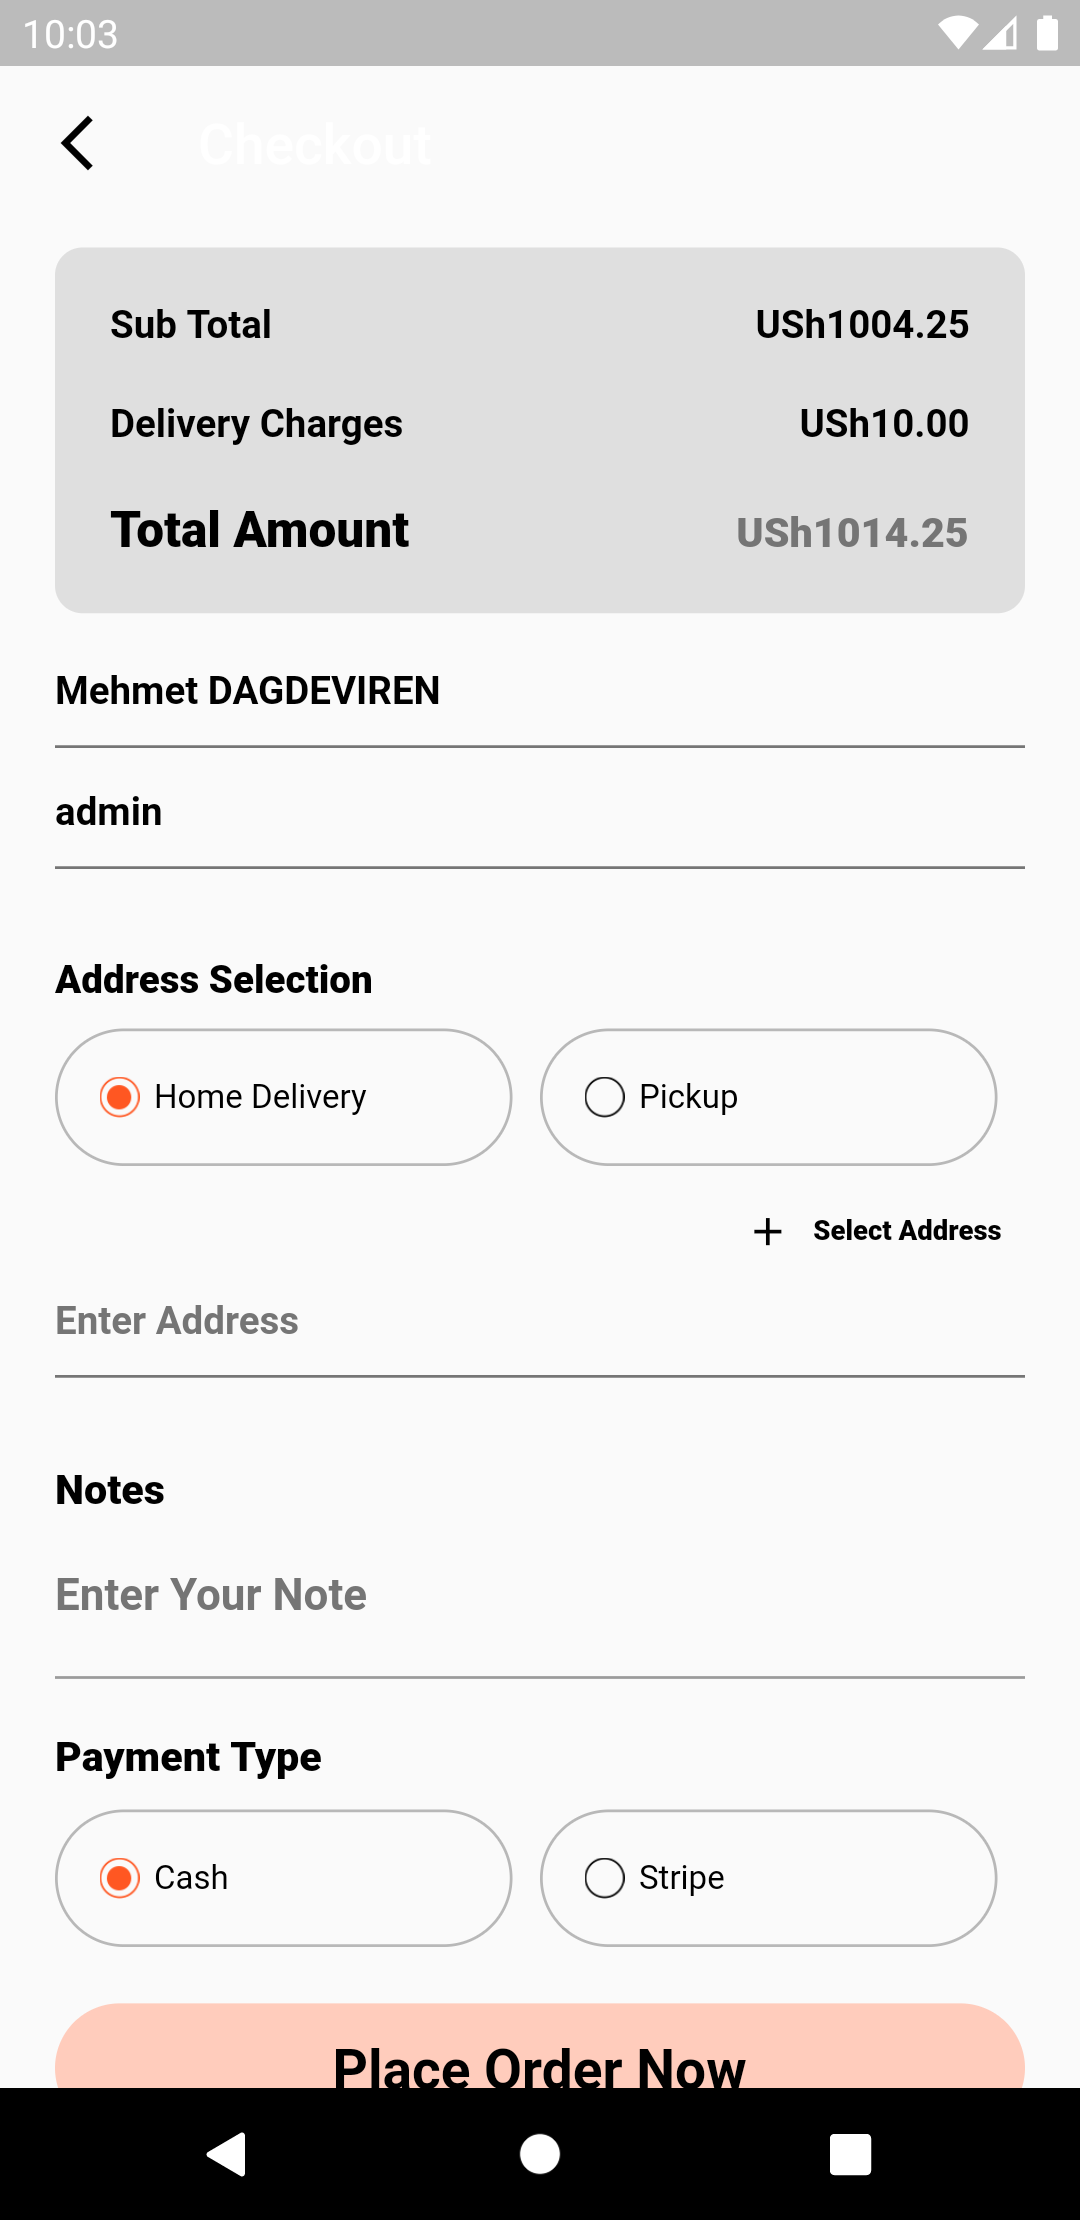 10:03
Checkout
Sub Total USh1004.25
Delivery Charges USh10.00
Total Amount USh1014.25
Mehmet DAGDEVIREN
admin
Address Selection
Home Delivery Pickup
Select Address
Enter Address
Notes
Enter Your Note
Payment Type
Cash Stripe
Place Order Now